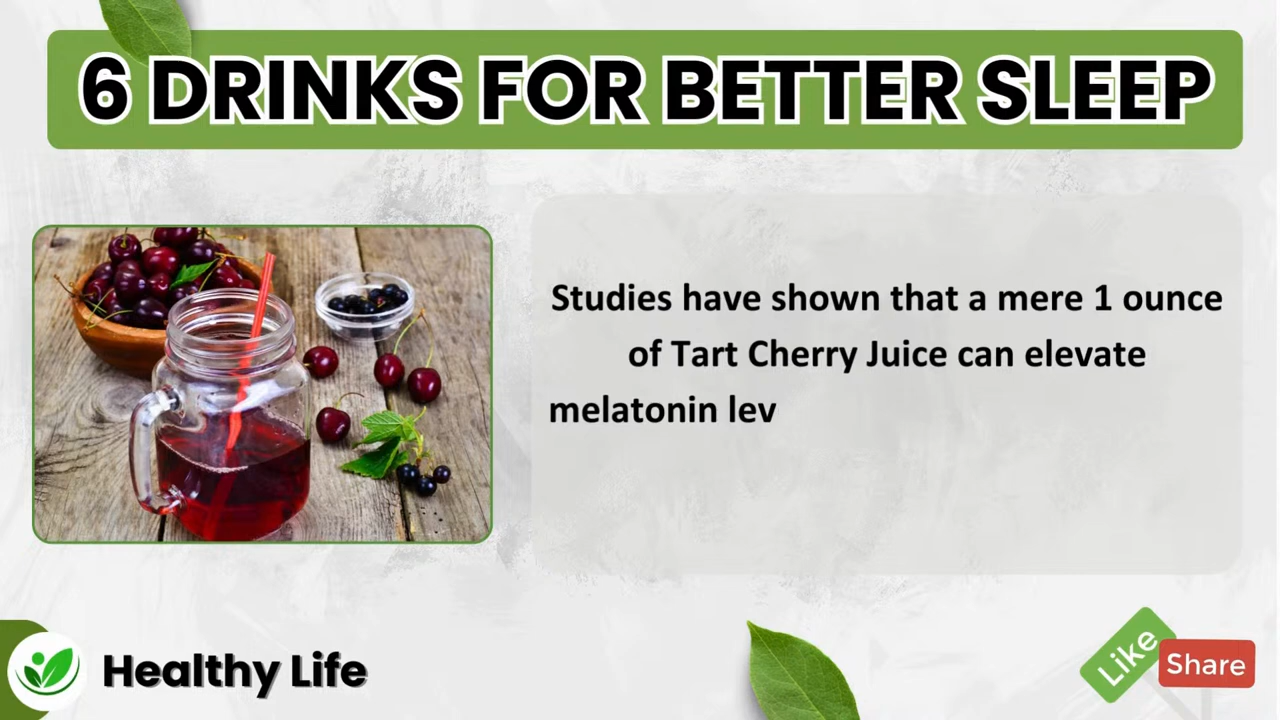 6 DRINKS FOR BETTER SLEEP
Studies have shown that a mere 1 ounce
of Tart Cherry Juice can elevate
melatonin lev
Healthy Life
Like
Share